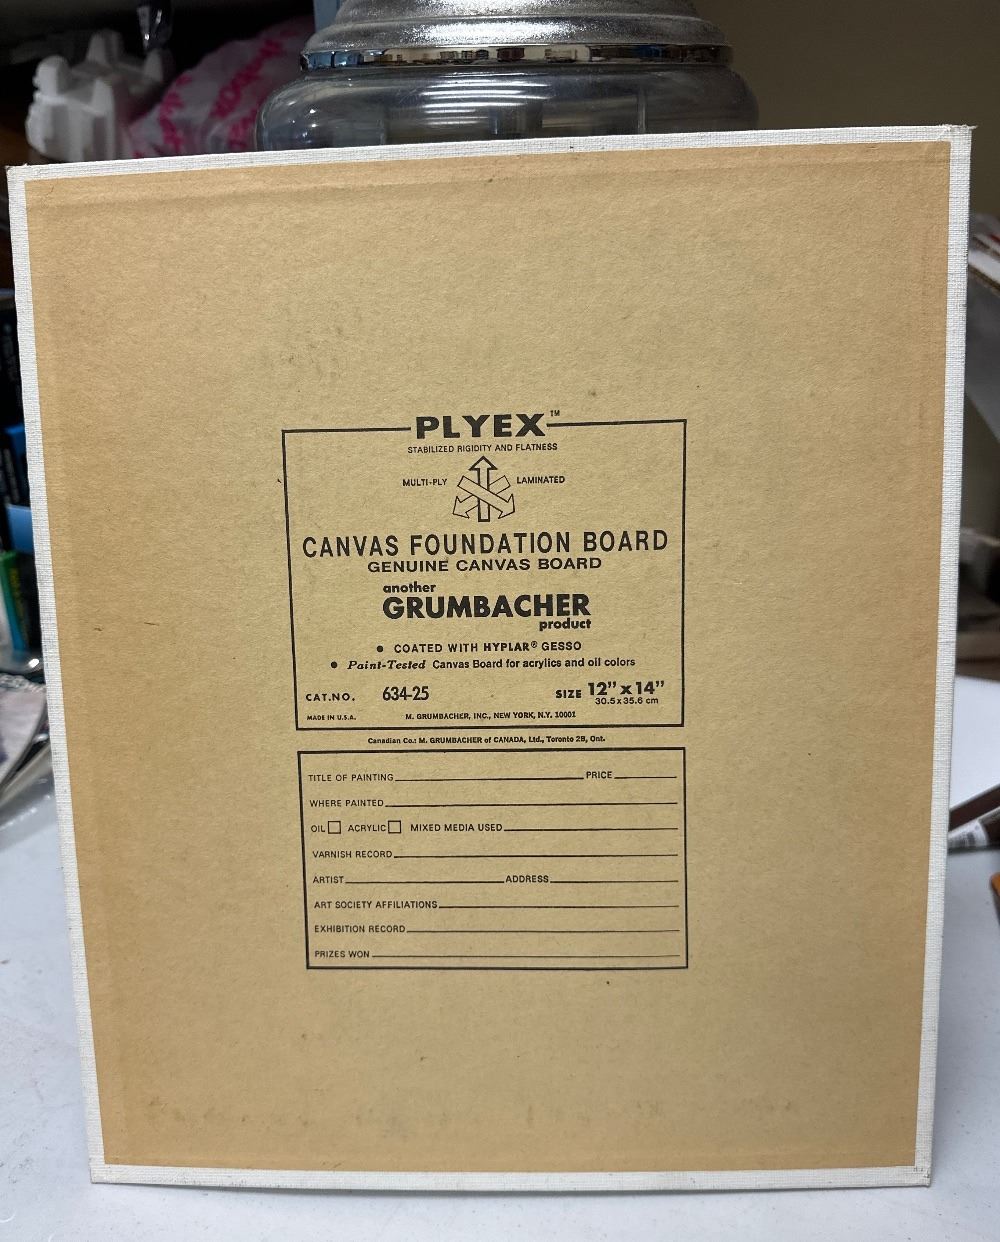 PLYEX™
STABILIZED RIGIDITY AND FLATNESS
MULTI-PLY LAMINATED
CANVAS FOUNDATION BOARD
GENUINE CANVAS BOARD
another
GRUMBACHER
product
• COATED WITH HYPLAR® GESSO
• Paint-Tested Canvas Board for acrylics and oil colors
CAT.NO. 634-25 SIZE 12” x 14”
30.5 x 35.6 cm
MADE IN U.S.A. M. GRUMBACHER, INC., NEW YORK, N.Y. 10001
Canadian Co.: M. GRUMBACHER of CANADA, Ltd., Toronto 2B, Ont.
TITLE OF PAINTING PRICE
WHERE PAINTED
OIL ACRYLIC MIXED MEDIA USED
VARNISH RECORD
ARTIST ADDRESS
ART SOCIETY AFFILIATIONS
EXHIBITION RECORD
PRIZES WON